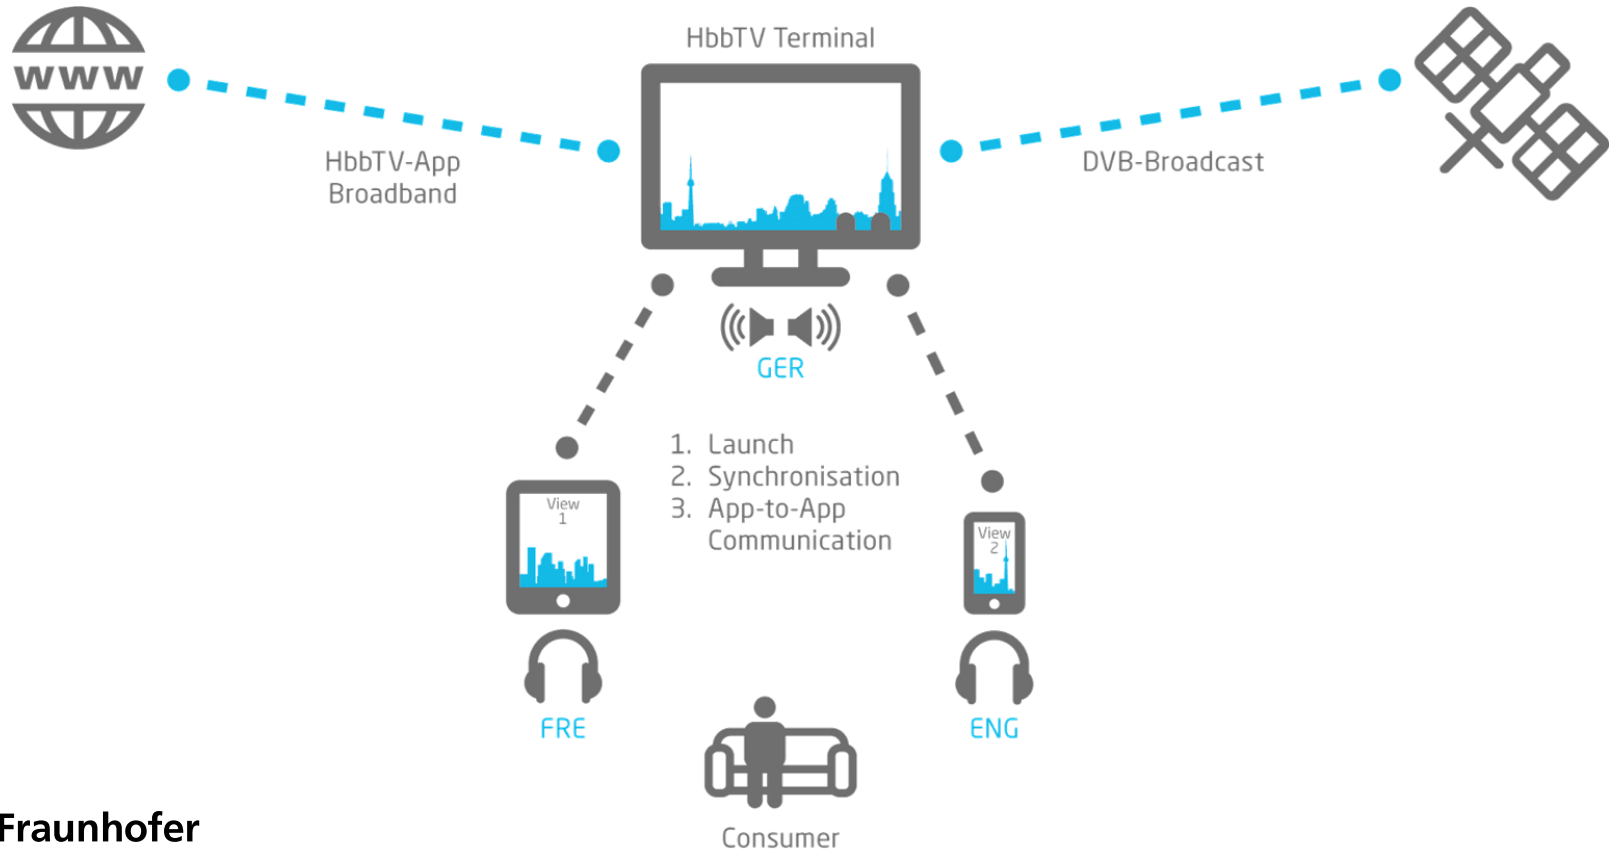 HbbTV Terminal
www
HbbTV-App
Broadband
DVB-Broadcast
GER
1. Launch
2. Synchronisation
3. App-to-App
Communication
View
1
View
2
FRE
ENG
Consumer
Fraunhofer